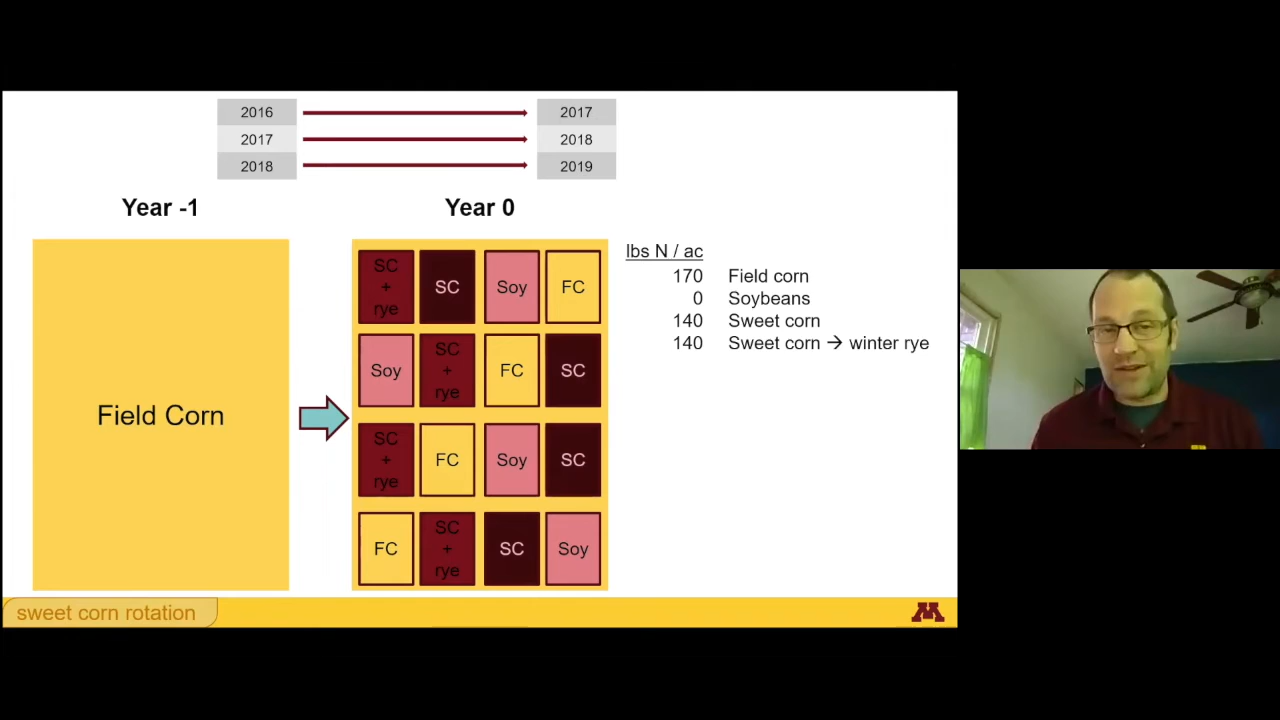 2016 2017
2017 2018
2018 2019
Year -1
Year 0
Field Corn
SC
+
rye
SC
Soy
FC
Soy
SC
+
rye
FC
SC
SC
+
rye
FC
Soy
SC
FC
SC
+
rye
SC
Soy
lbs N / ac
170 Field corn
0 Soybeans
140 Sweet corn
140 Sweet corn → winter rye
sweet corn rotation
M